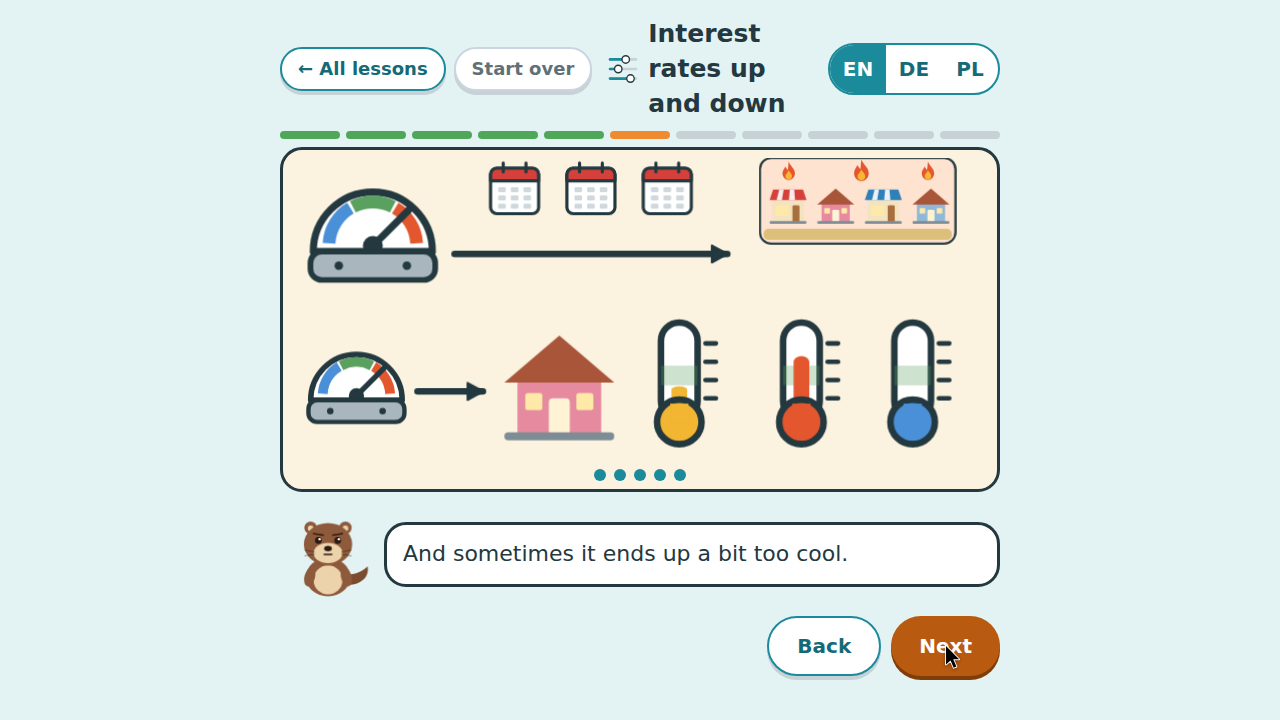 ← All lessons
Start over
Interest
rates up
and down
EN
DE
PL
And sometimes it ends up a bit too cool.
Back
Next